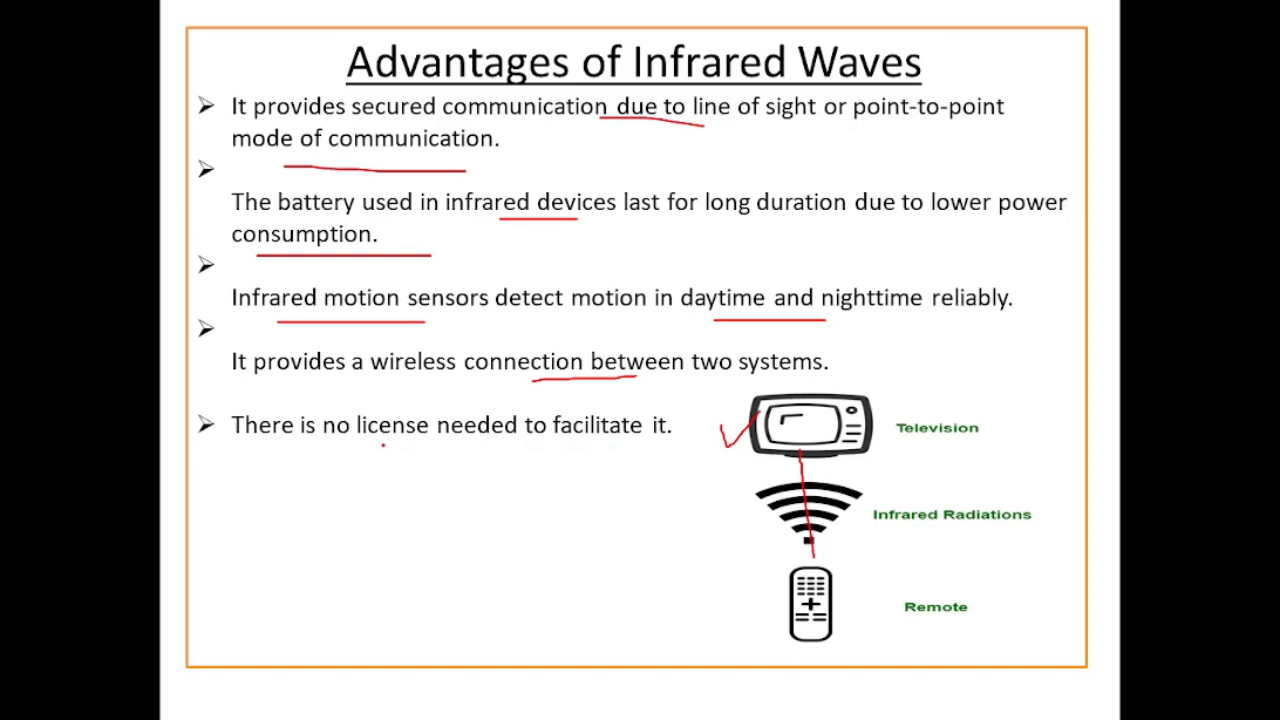 Advantages of Infrared Waves
➢ It provides secured communication due to line of sight or point-to-point
mode of communication.
➢
The battery used in infrared devices last for long duration due to lower power
consumption.
➢
Infrared motion sensors detect motion in daytime and nighttime reliably.
➢
It provides a wireless connection between two systems.
➢ There is no license needed to facilitate it.
Television
Infrared Radiations
Remote